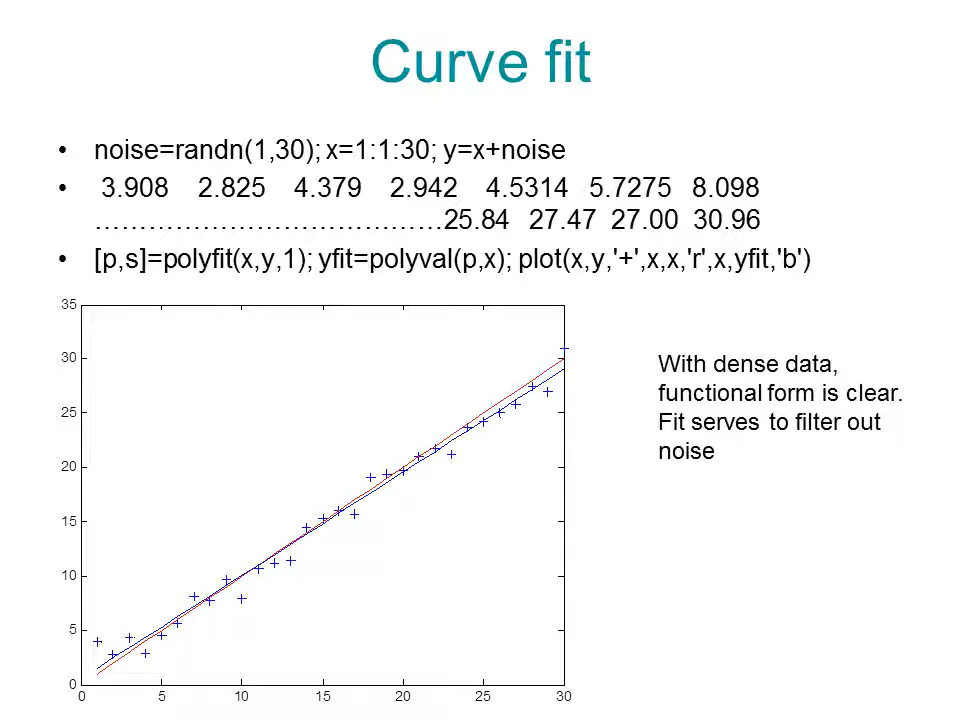 Curve fit
• noise=randn(1,30); x=1:1:30; y=x+noise
• 3.908 2.825 4.379 2.942 4.5314 5.7275 8.098
……………………………….……25.84 27.47 27.00 30.96
• [p,s]=polyfit(x,y,1); yfit=polyval(p,x); plot(x,y,'+',x,x,'r',x,yfit,'b')
35
30
25
20
15
10
5
0
0 5 10 15 20 25 30
With dense data,
functional form is clear.
Fit serves to filter out
noise